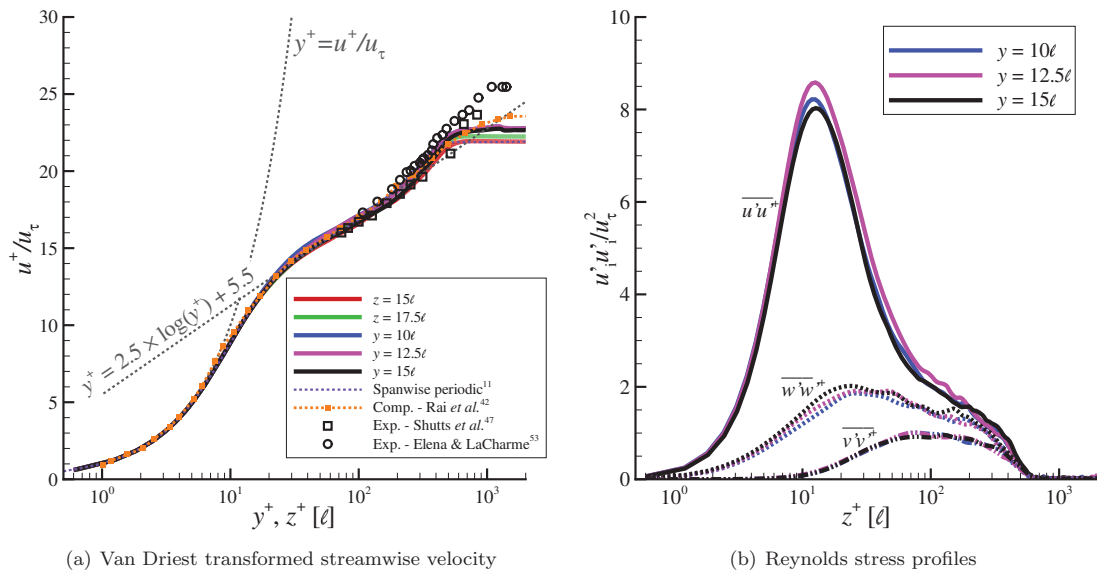 30
25
20
15
10
5
0
u⁺/u_τ
10⁰ 10¹ 10² 10³
y⁺, z⁺ [ℓ]
y⁺=u⁺/u_τ
y⁺ = 2.5 × log(y⁺) + 5.5
z = 15ℓ
z = 17.5ℓ
y = 10ℓ
y = 12.5ℓ
y = 15ℓ
Spanwise periodic¹¹
Comp. - Rai et al.⁴²
Exp. - Shutts et al.⁴⁷
Exp. - Elena & LaCharme⁵³
(a) Van Driest transformed streamwise velocity
10
8
6
4
2
0
u'ᵢu'ᵢ/u²_τ
10⁰ 10¹ 10² 10³
z⁺ [ℓ]
y = 10ℓ
y = 12.5ℓ
y = 15ℓ
u'u'⁺
w'w'⁺
v'v'⁺
(b) Reynolds stress profiles